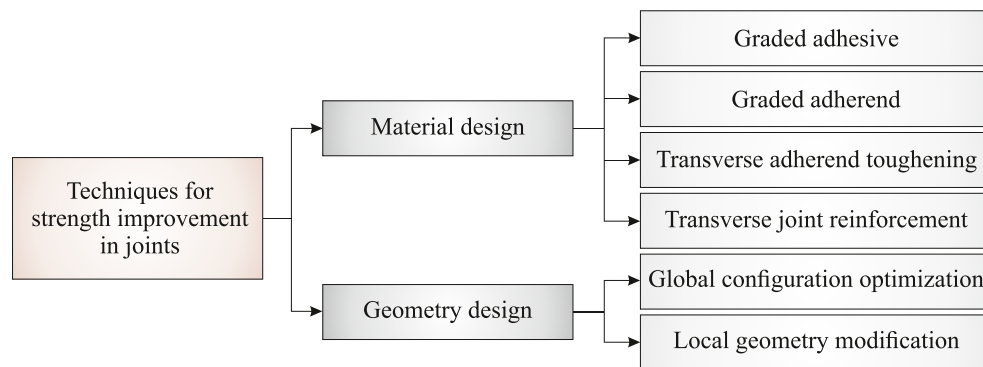 Techniques for
strength improvement
in joints
Material design
Geometry design
Graded adhesive
Graded adherend
Transverse adherend toughening
Transverse joint reinforcement
Global configuration optimization
Local geometry modification